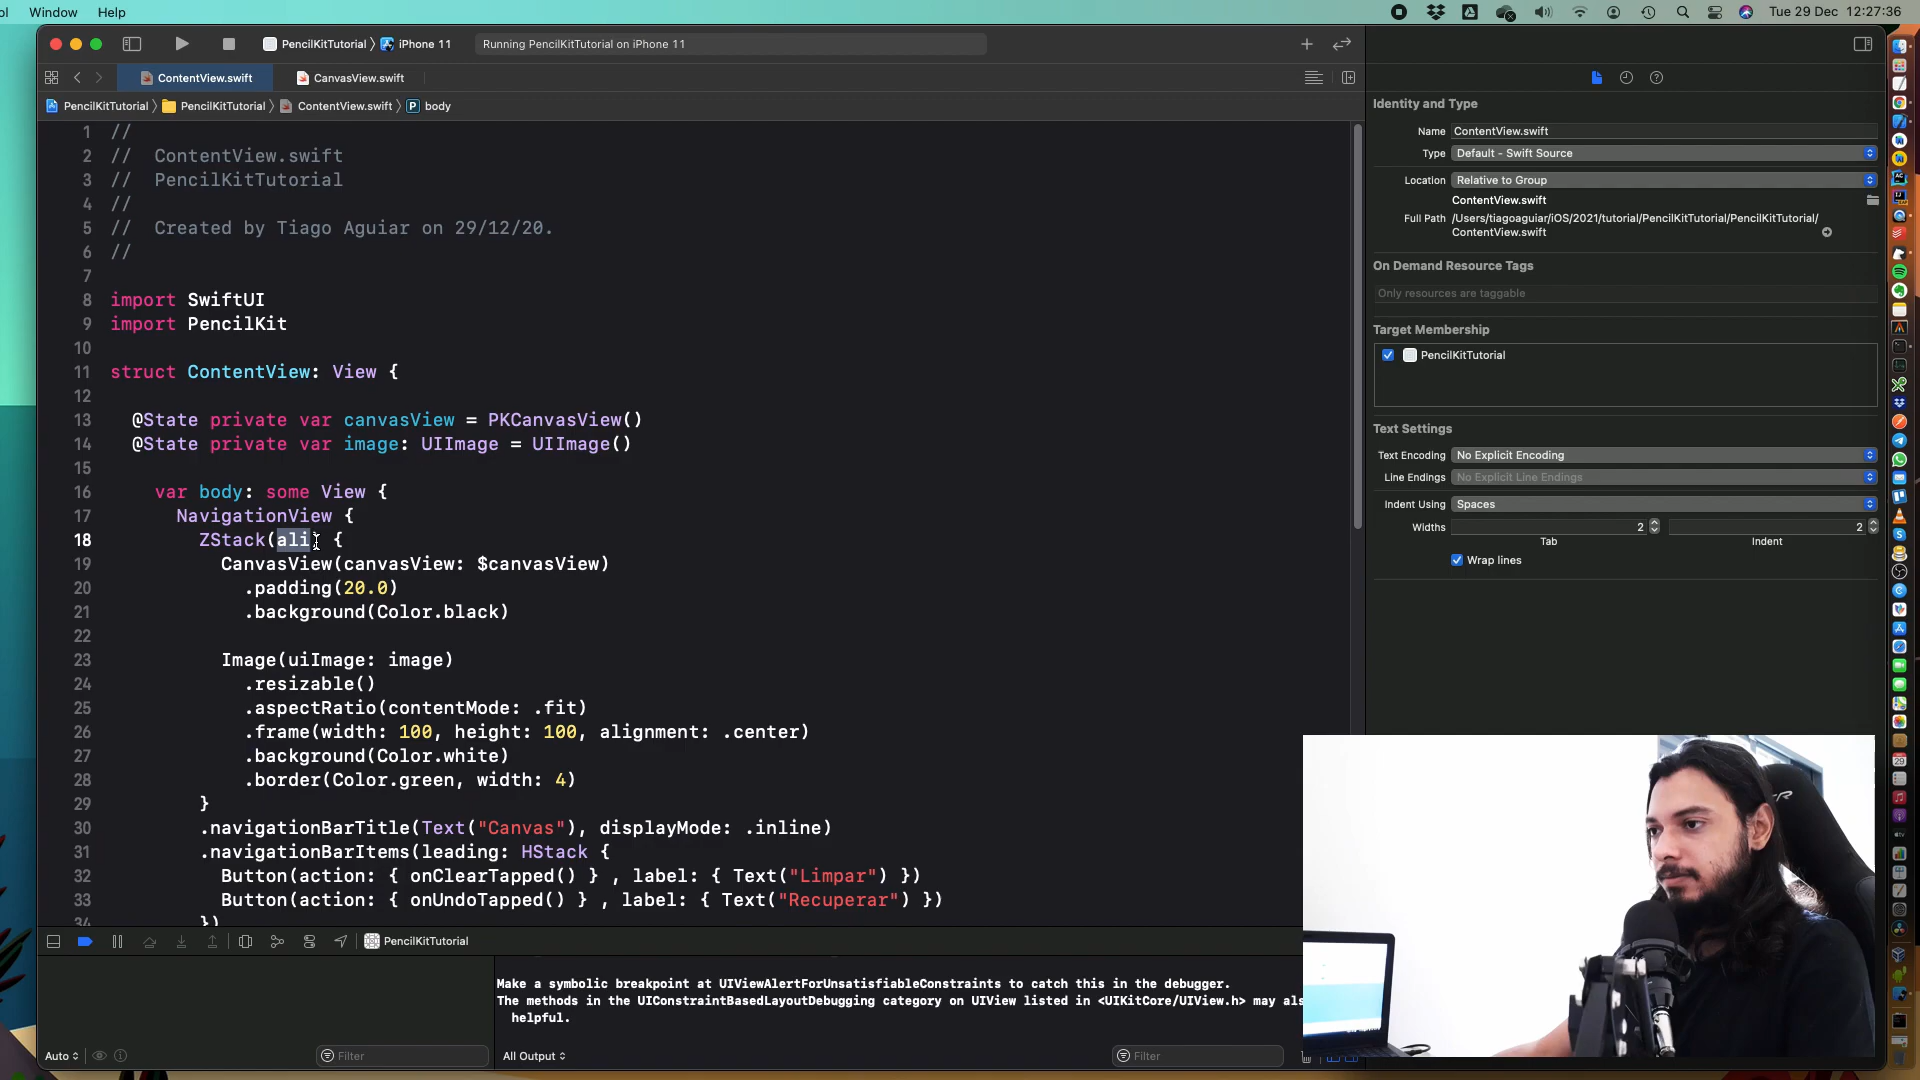 ol Window Help Tue 29 Dec 12:27:36
PencilKitTutorial iPhone 11 Running PencilKitTutorial on iPhone 11
ContentView.swift CanvasView.swift
PencilKitTutorial PencilKitTutorial ContentView.swift P body
1 //
2 // ContentView.swift
3 // PencilKitTutorial
4 //
5 // Created by Tiago Aguiar on 29/12/20.
6 //
7
8 import SwiftUI
9 import PencilKit
10
11 struct ContentView: View {
12
13 @State private var canvasView = PKCanvasView()
14 @State private var image: UIImage = UIImage()
15
16 var body: some View {
17 NavigationView {
18 ZStack(ali) {
19 CanvasView(canvasView: $canvasView)
20 .padding(20.0)
21 .background(Color.black)
22
23 Image(uiImage: image)
24 .resizable()
25 .aspectRatio(contentMode: .fit)
26 .frame(width: 100, height: 100, alignment: .center)
27 .background(Color.white)
28 .border(Color.green, width: 4)
29 }
30 .navigationBarTitle(Text("Canvas"), displayMode: .inline)
31 .navigationBarItems(leading: HStack {
32 Button(action: { onClearTapped() } , label: { Text("Limpar") })
33 Button(action: { onUndoTapped() } , label: { Text("Recuperar") })
34 })
PencilKitTutorial
Make a symbolic breakpoint at UIViewAlertForUnsatisfiableConstraints to catch this in the debugger.
The methods in the UIConstraintBasedLayoutDebugging category on UIView listed in <UIKitCore/UIView.h> may als
helpful.
Auto Filter All Output Filter
Identity and Type
Name ContentView.swift
Type Default - Swift Source
Location Relative to Group
ContentView.swift
Full Path /Users/tiagoaguiar/iOS/2021/tutorial/PencilKitTutorial/PencilKitTutorial/
ContentView.swift
On Demand Resource Tags
Only resources are taggable
Target Membership
PencilKitTutorial
Text Settings
Text Encoding No Explicit Encoding
Line Endings No Explicit Line Endings
Indent Using Spaces
Widths 2 2
Tab Indent
Wrap lines